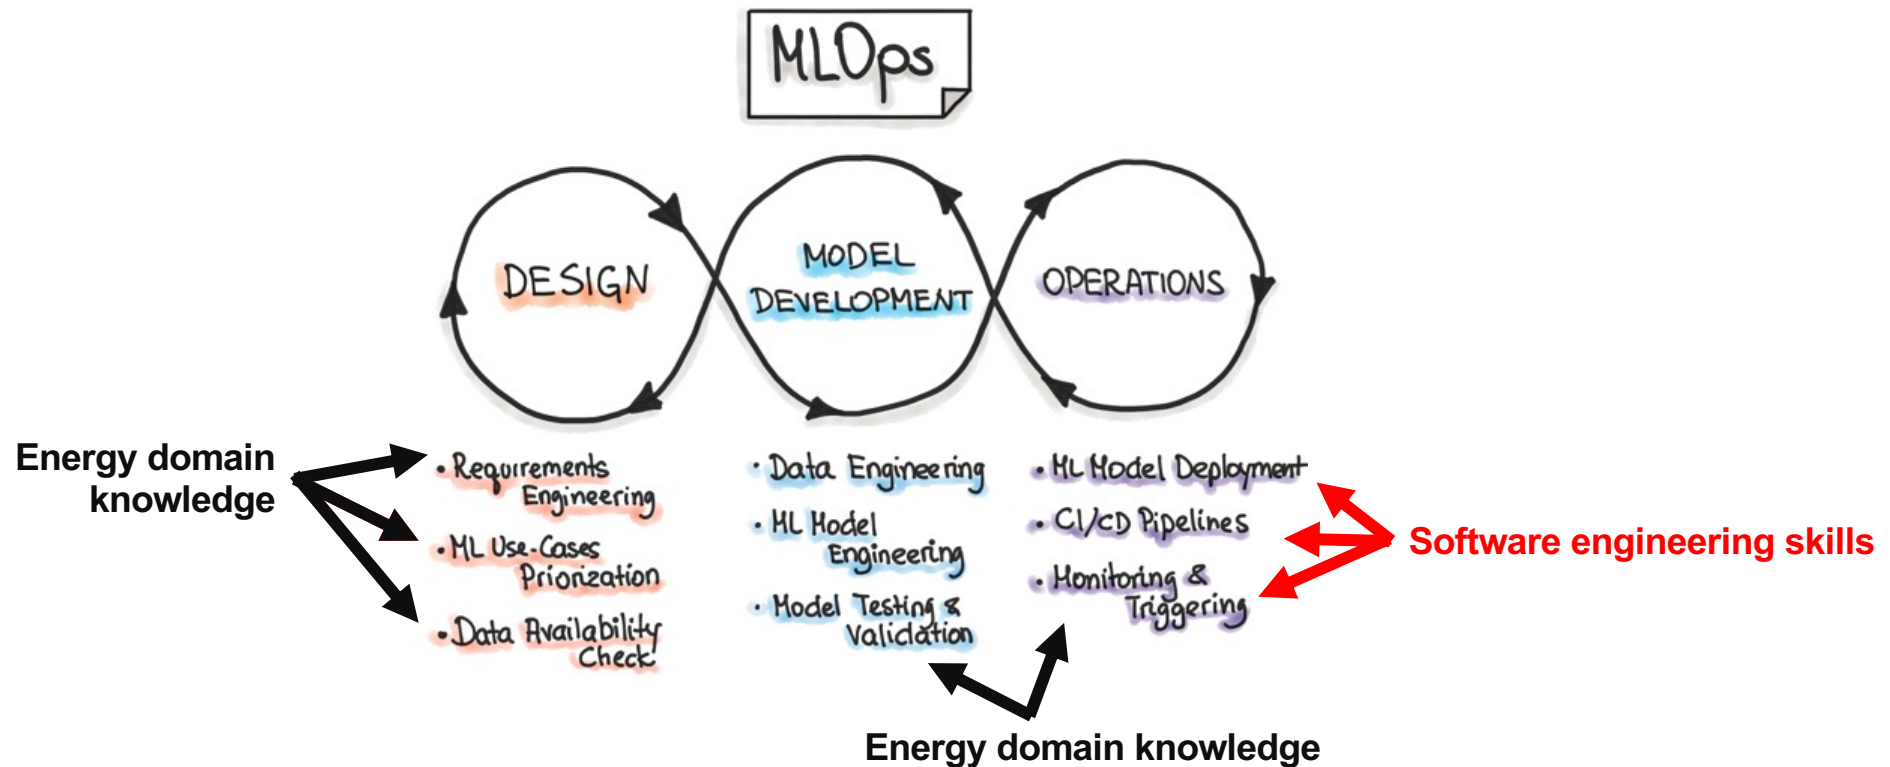 MLOps
DESIGN
MODEL
DEVELOPMENT
OPERATIONS
Energy domain
knowledge
• Requirements
Engineering
• ML Use-Cases
Priorization
• Data Availability
Check
• Data Engineering
• ML Model
Engineering
• Model Testing &
Validation
• ML Model Deployment
• CI/CD Pipelines
• Monitoring &
Triggering
Software engineering skills
Energy domain knowledge